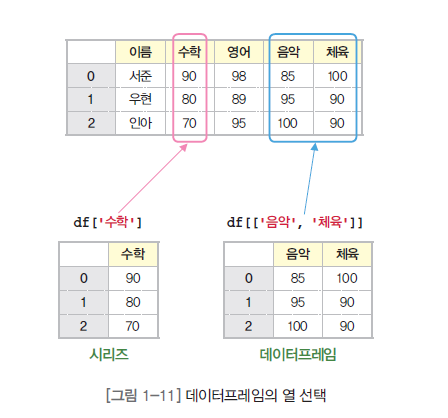 이름 수학 영어 음악 체육
0 서준 90 98 85 100
1 우현 80 89 95 90
2 인아 70 95 100 90
df['수학'] df[['음악', '체육']]
수학 음악 체육
0 90 0 85 100
1 80 1 95 90
2 70 2 100 90
시리즈 데이터프레임
[그림 1-11] 데이터프레임의 열 선택